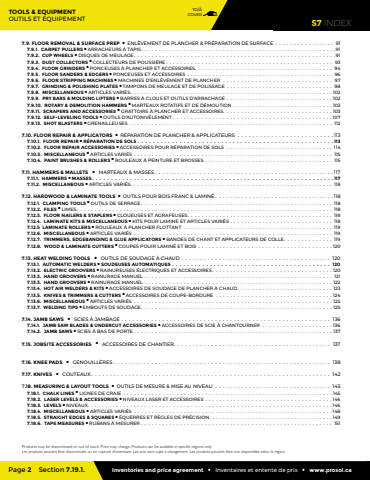 TOOLS & EQUIPMENT
OUTILS ET ÉQUIPEMENT
TO/À
COVER
S7 INDEX
7.9. FLOOR REMOVAL & SURFACE PREP • ENLÈVEMENT DE PLANCHER & PRÉPARATION DE SURFACE 91
7.9.1. CARPET PULLERS • ARRACHEURS À TAPIS 91
7.9.2. CUP WHEELS • DISQUES DE MEULAGE 91
7.9.3. DUST COLLECTORS • COLLECTEURS DE POUSSIÈRE 93
7.9.4. FLOOR GRINDERS • PONCEUSES À PLANCHER ET ACCESSOIRES 94
7.9.5. FLOOR SANDERS & EDGERS • PONCEUSES ET ACCESSOIRES 96
7.9.6. FLOOR STRIPPING MACHINES • MACHINES D'ENLÈVEMENT DE PLANCHER 97
7.9.7. GRINDING & POLISHING PLATES • TAMPONS DE MEULAGE ET DE POLISSAGE 98
7.9.8. MISCELLANEOUS • ARTICLES VARIÉS 102
7.9.9. PRY BARS & MOLDING LIFTERS • BARRES À CLOUS ET OUTILS D'ARRACHAGE 102
7.9.10. ROTARY & DEMOLITION HAMMERS • MARTEAUX ROTATIFS ET DE DÉMOLITION 103
7.9.11. SCRAPERS AND ACCESSORIES • GRATTOIRS À PLANCHER ET ACCESSOIRES
7.9.12. SELF-LEVELING TOOLS • OUTILS D'AUTONIVELLEMENT 107
7.9.13. SHOT BLASTERS • GRENAILLEUSES 112
7.10. FLOOR REPAIR & APPLICATORS • RÉPARATION DE PLANCHER & APPLICATEURS 113
7.10.1. FLOOR REPAIR • RÉPARATION DE SOLS 113
7.10.2. FLOOR REPAIR ACCESSORIES • ACCESSOIRES POUR RÉPARATION DE SOLS 114
7.10.3. MISCELLANEOUS • ARTICLES VARIÉS 115
7.10.4. PAINT BRUSHES & ROLLERS • ROULEAUX À PEINTURE ET BROSSES 115
7.11. HAMMERS & MALLETS • MARTEAUX & MASSES 117
7.11.1. HAMMERS • MASSES 117
7.11.2. MISCELLANEOUS • ARTICLES VARIÉS 118
7.12. HARDWOOD & LAMINATE TOOLS • OUTILS POUR BOIS FRANC & LAMINÉ 118
7.12.1. CLAMPING TOOLS • OUTILS DE SERRAGE 118
7.12.2. FILES • LIMES 118
7.12.3. FLOOR NAILERS & STAPLERS • CLOUEUSES ET AGRAFEUSES 118
7.12.4. LAMINATE KITS & MISCELLANEOUS • KITS POUR LAMINÉ ET ARTICLES VARIÉS 118
7.12.5 LAMINATE ROLLERS • ROULEAUX À PLANCHER FLOTTANT 119
7.12.6. MISCELLANEOUS • ARTICLES VARIÉS 119
7.12.7. TRIMMERS, EDGEBANDING & GLUE APPLICATORS • BANDES DE CHANT ET APPLICATEURS DE COLLE 119
7.12.8. WOOD & LAMINATE CUTTERS • COUPES POUR LAMINÉ ET BOIS 120
7.13. HEAT WELDING TOOLS • OUTILS DE SOUDAGE À CHAUD 120
7.13.1. AUTOMATIC WELDERS • SOUDEUSES AUTOMATIQUES 120
7.13.2. ELECTRIC GROOVERS • RAINUREUSES ÉLECTRIQUES ET ACCESSOIRES 120
7.13.3. HAND GROOVERS • RAINURAGE MANUEL 121
7.13.3. HAND GROOVERS • RAINURAGE MANUEL 122
7.13.4. HOT AIR WELDERS & KITS • ACCESSOIRES DE SOUDAGE DE PLANCHER À CHAUD 123
7.13.5. KNIVES & TRIMMERS & CUTTERS • ACCESSOIRES DE COUPE-BORDURE 124
7.13.6. MISCELLANEOUS • ARTICLES VARIÉS 125
7.13.7. WELDING TIPS • EMBOUTS DE SOUDAGE 125
7.14. JAMB SAWS • SCIES À JAMBAGE 136
7.14.1. JAMB SAW BLADES & UNDERCUT ACCESSORIES • ACCESSOIRES DE SCIE À CHANTOURNER 136
7.14.2. JAMB SAWS • SCIES À BAS DE PORTE 137
7.15. JOBSITE ACCESSORIES • ACCESSOIRES DE CHANTIER 137
7.16. KNEE PADS • GENOUILLÈRES 138
7.17. KNIVES • COUTEAUX 142
7.18. MEASURING & LAYOUT TOOLS • OUTILS DE MESURE & MISE AU NIVEAU 145
7.18.1. CHALK LINES • LIGNES DE CRAIE 145
7.18.2. LASER LEVELS & ACCESSORIES • NIVEAUX LASER ET ACCESSOIRES 146
7.18.3. LEVELS • NIVEAUX 146
7.18.4. MISCELLANEOUS • ARTICLES VARIÉS 148
7.18.5. STRAIGHT EDGES & SQUARES • ÉQUERRES ET RÈGLES DE PRÉCISION 149
7.18.6. TAPE MEASURES • RUBANS À MESURER 151
Products may be discontinued or out of stock. Price may change. Products can be available in specific regions only.
Les produits peuvent être discontinués ou en rupture d'inventaire. Les prix sont sujet à changement. Les produits peuvent être non disponibles selon la région.
Page 2 Section 7.19.1.
Inventories and price agreement • Inventaires et entente de prix • www.prosol.ca